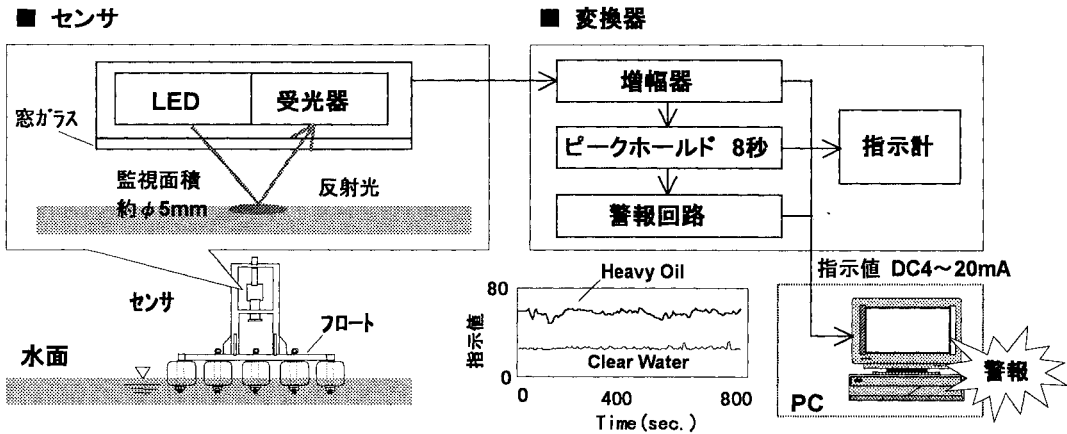 ■ センサ
LED
受光器
窓ガラス
監視面積
約φ5mm
反射光
センサ
フロート
水面
■ 変換器
増幅器
ピークホールド 8秒
警報回路
指示計
指示値 DC4～20mA
80
Heavy Oil
指示値
Clear Water
0
0
400
800
Time(sec.)
PC
警報